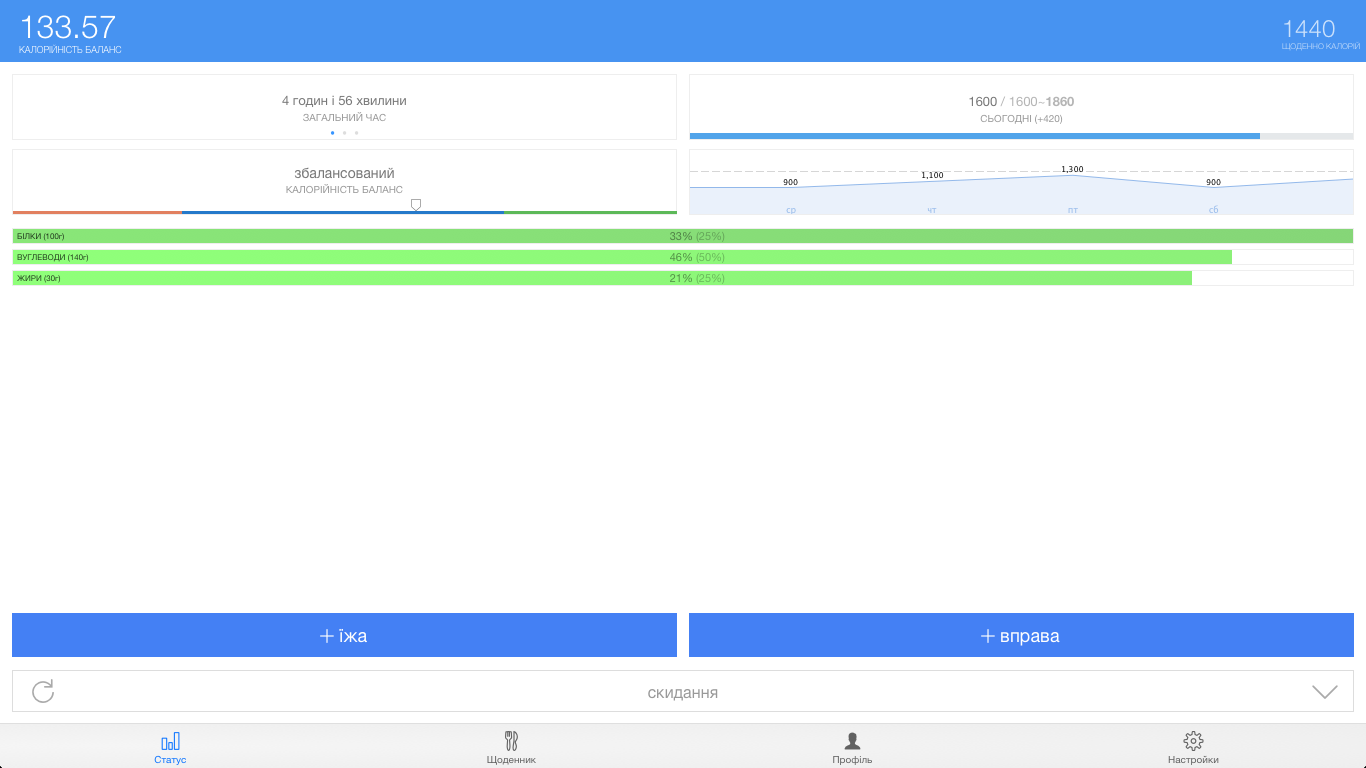 133.57
КАЛОРІЙНІСТЬ БАЛАНС
1440
ЩОДЕННО КАЛОРІЙ
4 годин і 56 хвилини
ЗАГАЛЬНИЙ ЧАС
1600 / 1600~1860
СЬОГОДНІ (+420)
збалансований
КАЛОРІЙНІСТЬ БАЛАНС
900 1,100 1,300 900
ср чт пт сб
БІЛКИ (100г) 33% (25%)
ВУГЛЕВОДИ (140г) 46% (50%)
ЖИРИ (30г) 21% (25%)
+ їжа
+ вправа
скидання
Статус Щоденник Профіль Настройки